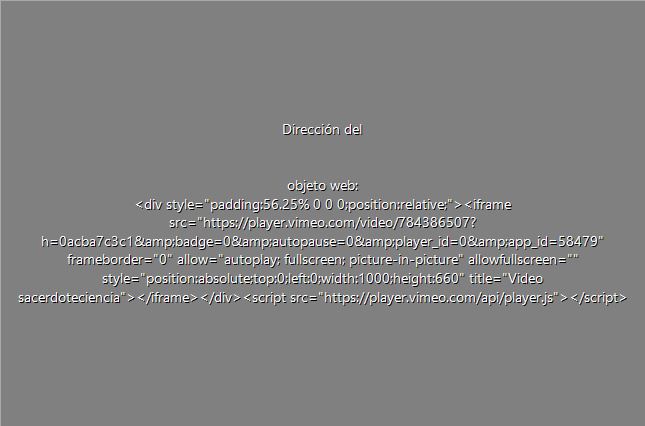 Dirección del
objeto web:
<div style="padding:56.25% 0 0 0;position:relative;"><iframe
src="https://player.vimeo.com/video/784386507?
h=0acba7c3c1&amp;badge=0&amp;autopause=0&amp;player_id=0&amp;app_id=58479"
frameborder="0" allow="autoplay; fullscreen; picture-in-picture" allowfullscreen=""
style="position:absolute;top:0;left:0;width:1000;height:660" title="Video
sacerdoteciencia"></iframe></div><script src="https://player.vimeo.com/api/player.js"></script>